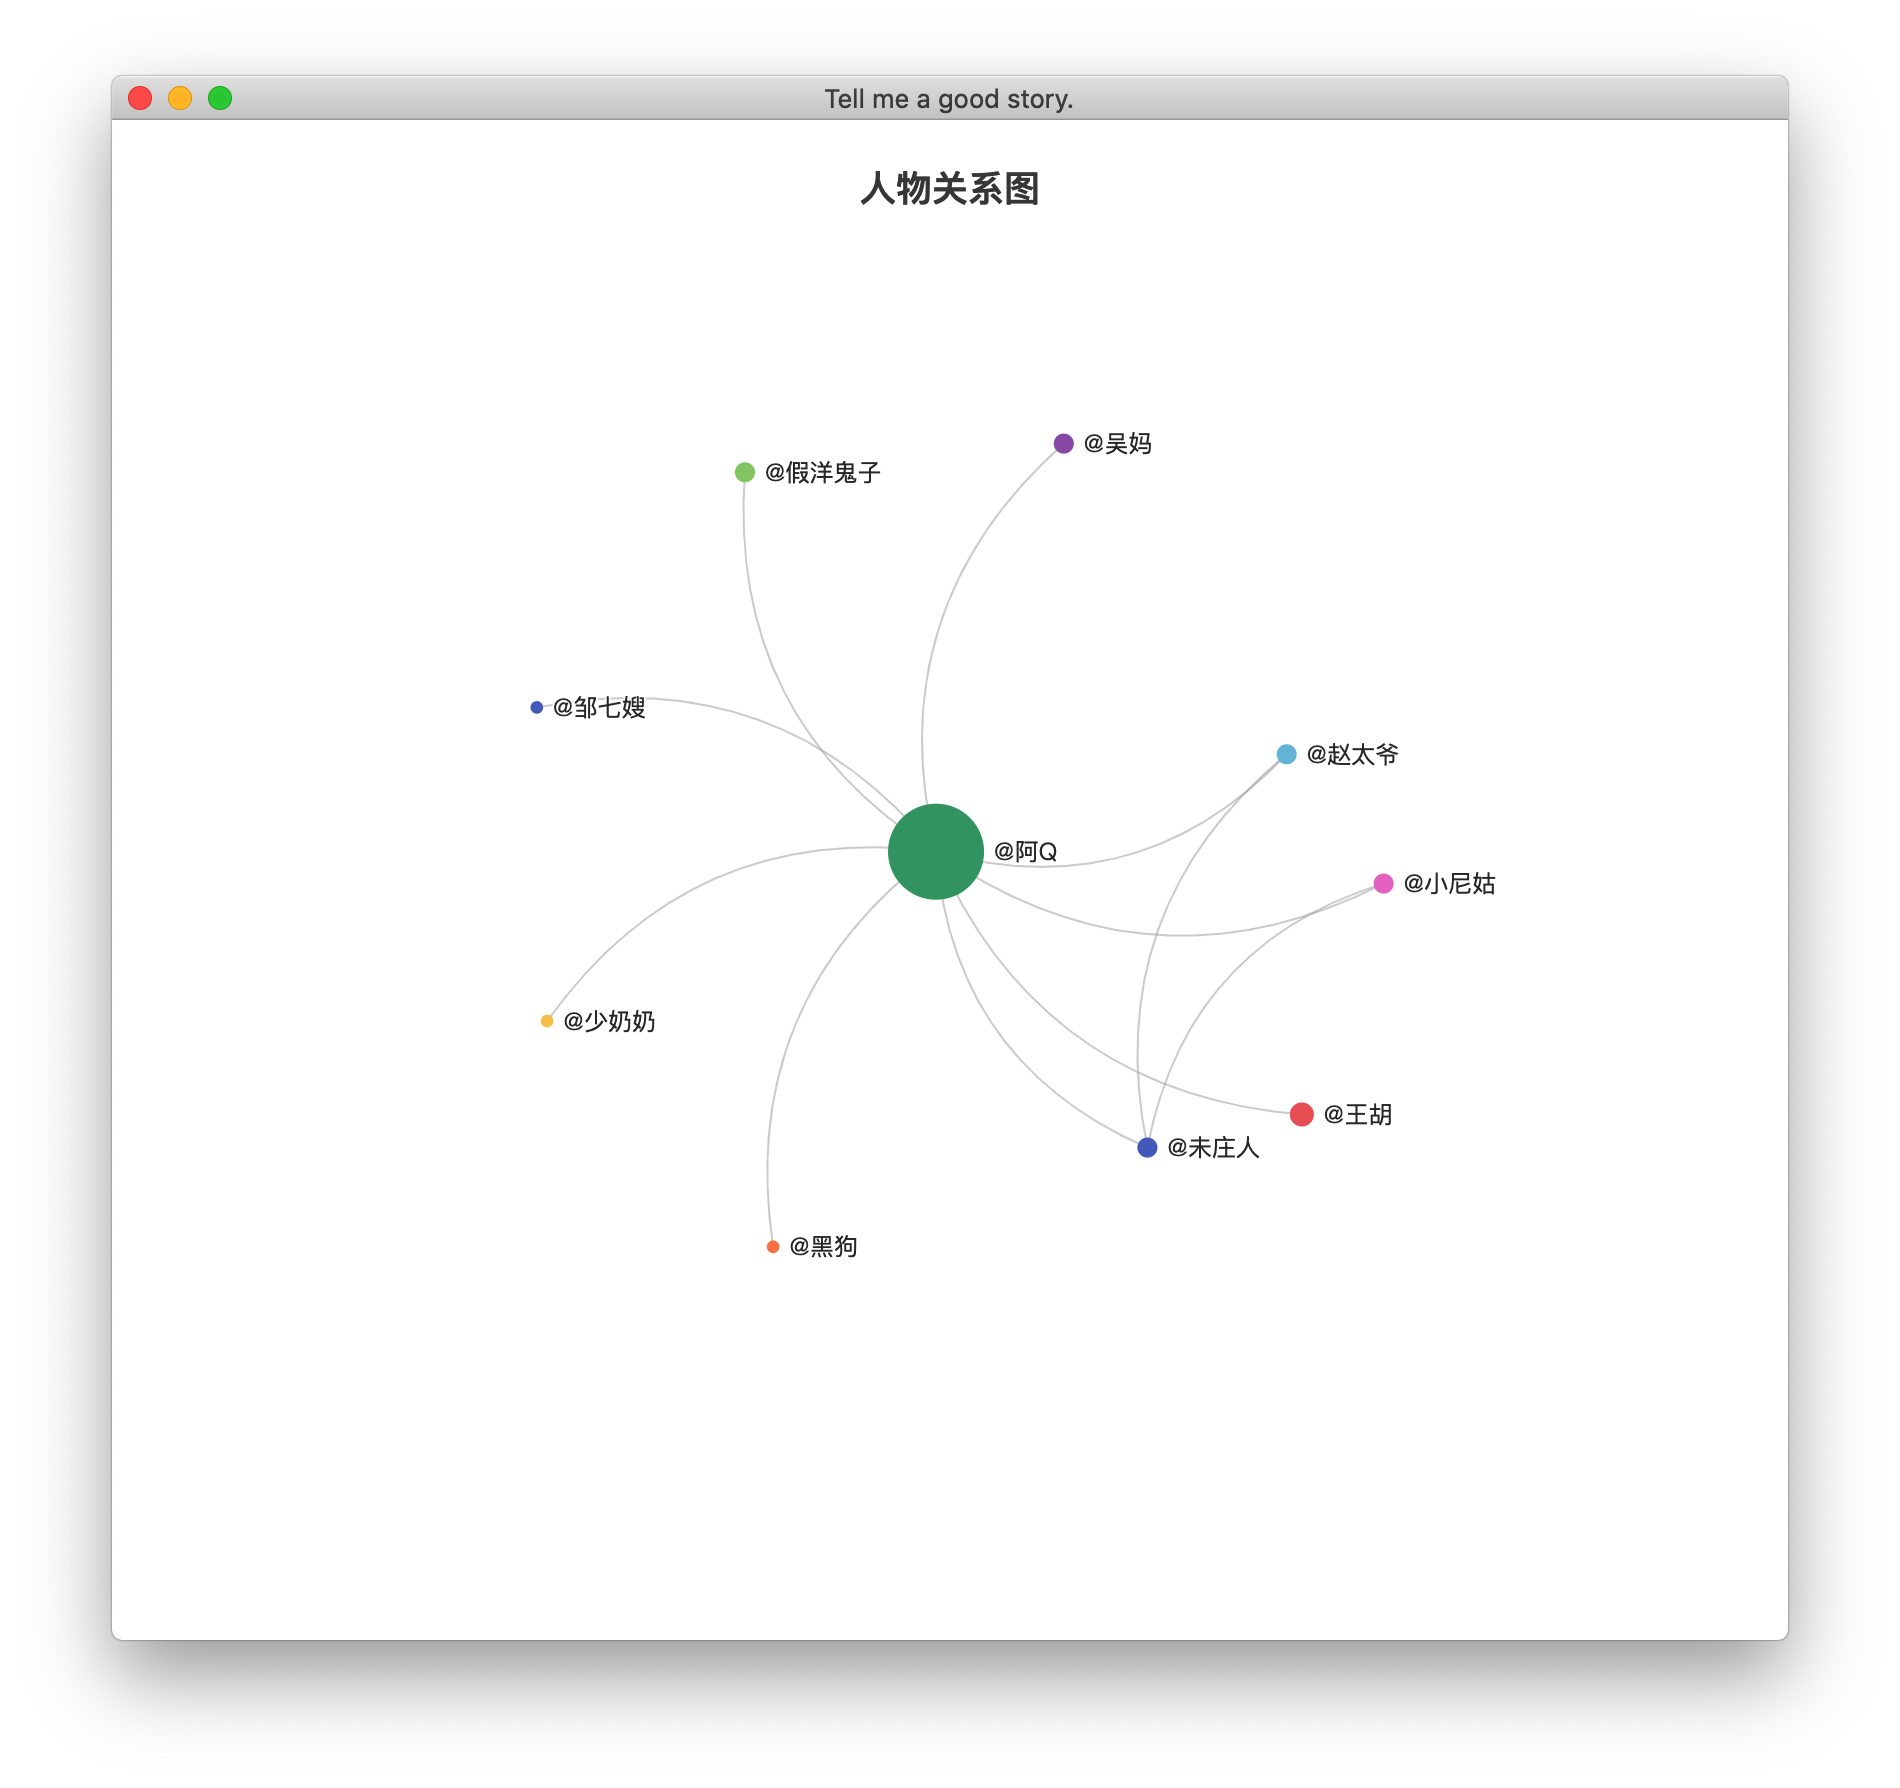 Tell me a good story.
人物关系图
@吴妈
@假洋鬼子
@邹七嫂
@赵太爷
@阿Q
@小尼姑
@少奶奶
@王胡
@未庄人
@黑狗